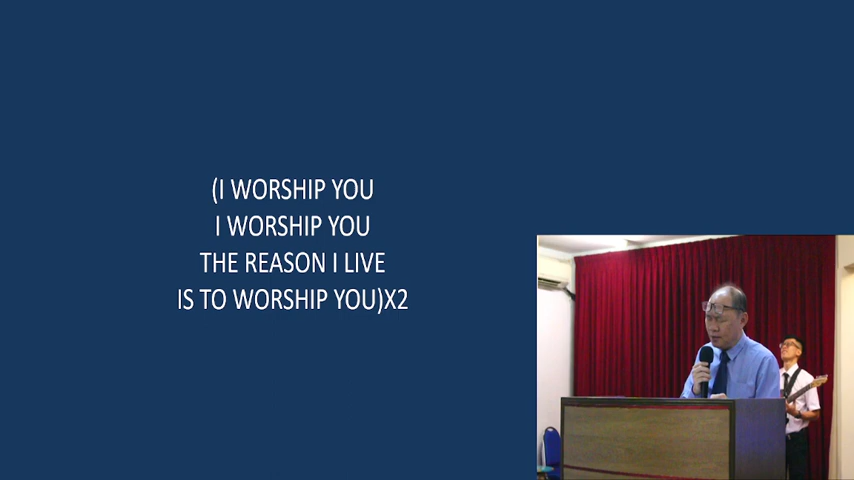 (I WORSHIP YOU
I WORSHIP YOU
THE REASON I LIVE
IS TO WORSHIP YOU)X2